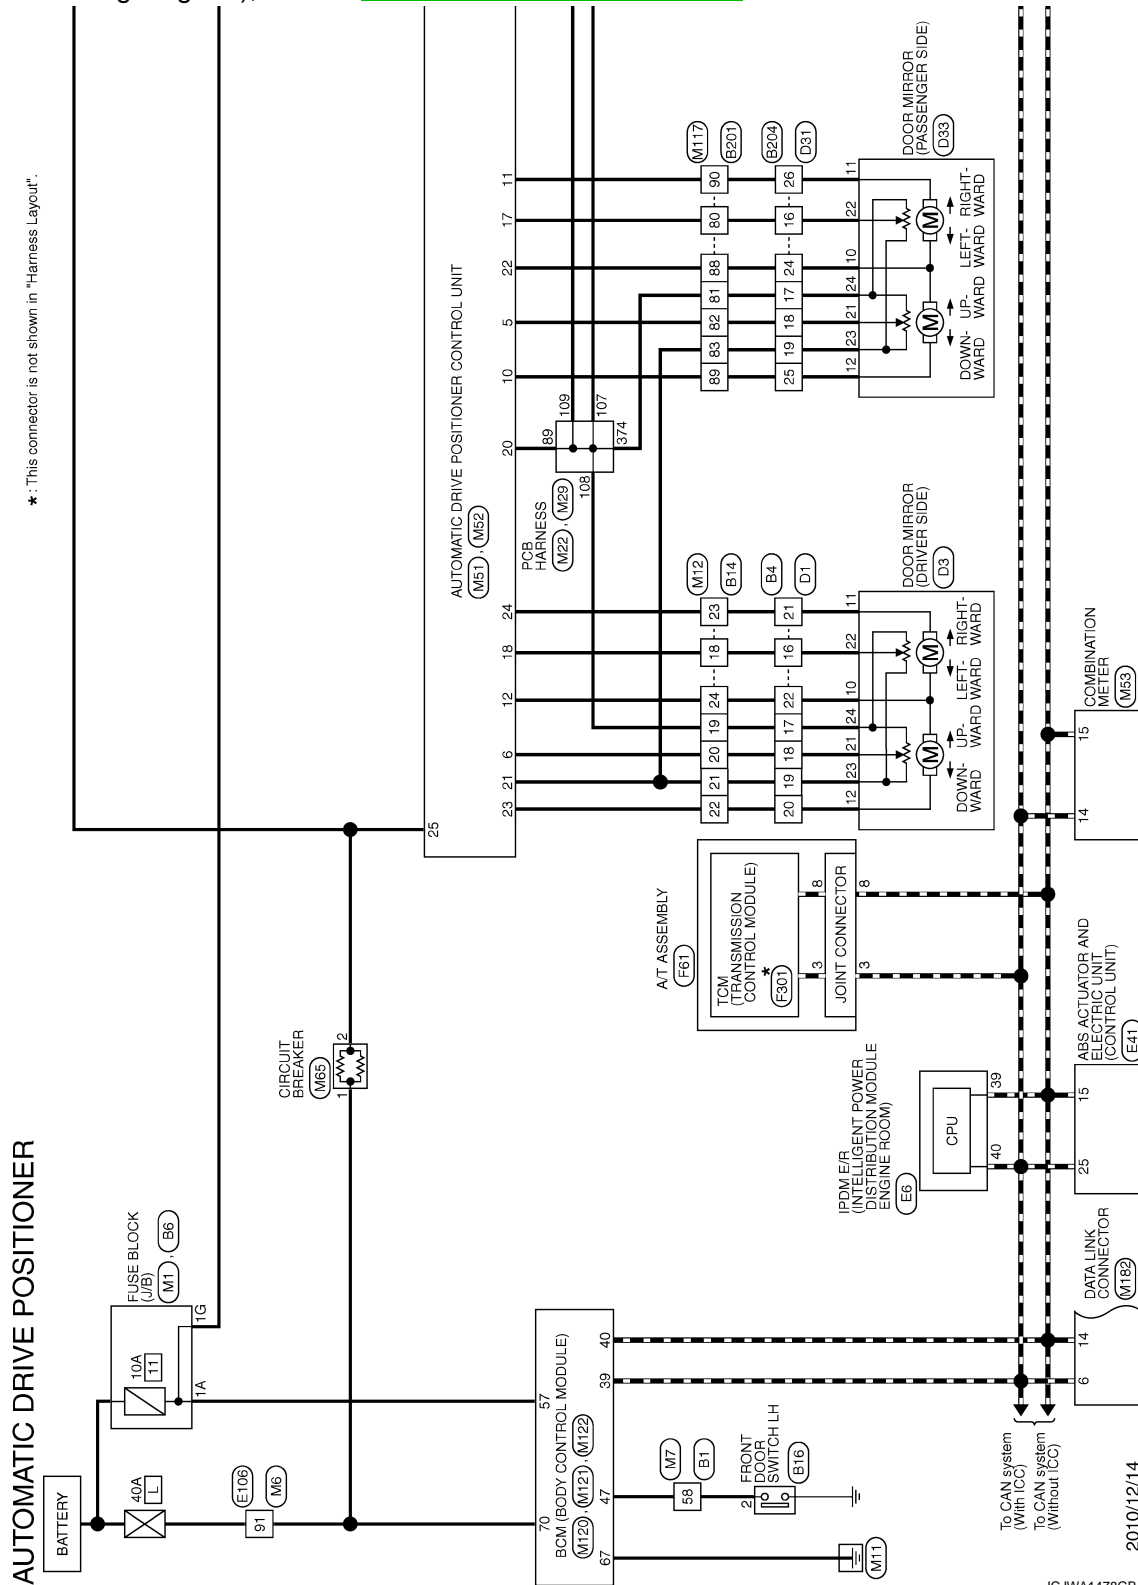 AUTOMATIC DRIVE POSITIONER
★ : This connector is not shown in "Harness Layout".
BATTERY
40A
L
E106
M6
91
10A
11
FUSE BLOCK
(J/B)
M1 , B6
1A
1G
CIRCUIT
BREAKER
M65
1
2
70
57
BCM (BODY CONTROL MODULE)
M120 , M121 , M122
67
47
39
40
M11
58
M7
B1
2
FRONT
DOOR
SWITCH LH
B16
25
AUTOMATIC DRIVE POSITIONER CONTROL UNIT
M51 , M52
23
21
6
12
18
24
20
10
5
22
17
11
PCB
HARNESS
M22 , M29
89
109
107
108
374
22
21
20
19
24
18
23
M12
B14
20
19
18
17
22
16
21
B4
D1
12
23
21
24
10
22
11
DOOR MIRROR
(DRIVER SIDE)
D3
M
M
DOWN-
WARD
UP-
WARD
LEFT-
WARD
RIGHT-
WARD
89
83
82
81
88
80
90
M117
B201
25
19
18
17
24
16
26
B204
D31
12
23
21
24
10
22
11
DOOR MIRROR
(PASSENGER SIDE)
D33
M
M
DOWN-
WARD
UP-
WARD
LEFT-
WARD
RIGHT-
WARD
A/T ASSEMBLY
F61
TCM
(TRANSMISSION
CONTROL MODULE)
★
F301
3
8
JOINT CONNECTOR
3
8
IPDM E/R
(INTELLIGENT POWER
DISTRIBUTION MODULE
ENGINE ROOM)
E6
CPU
40
39
To CAN system
(With ICC)
To CAN system
(Without ICC)
6
14
DATA LINK
CONNECTOR
M182
25
15
ABS ACTUATOR AND
ELECTRIC UNIT
(CONTROL UNIT)
E41
14
15
COMBINATION
METER
M53
2010/12/14